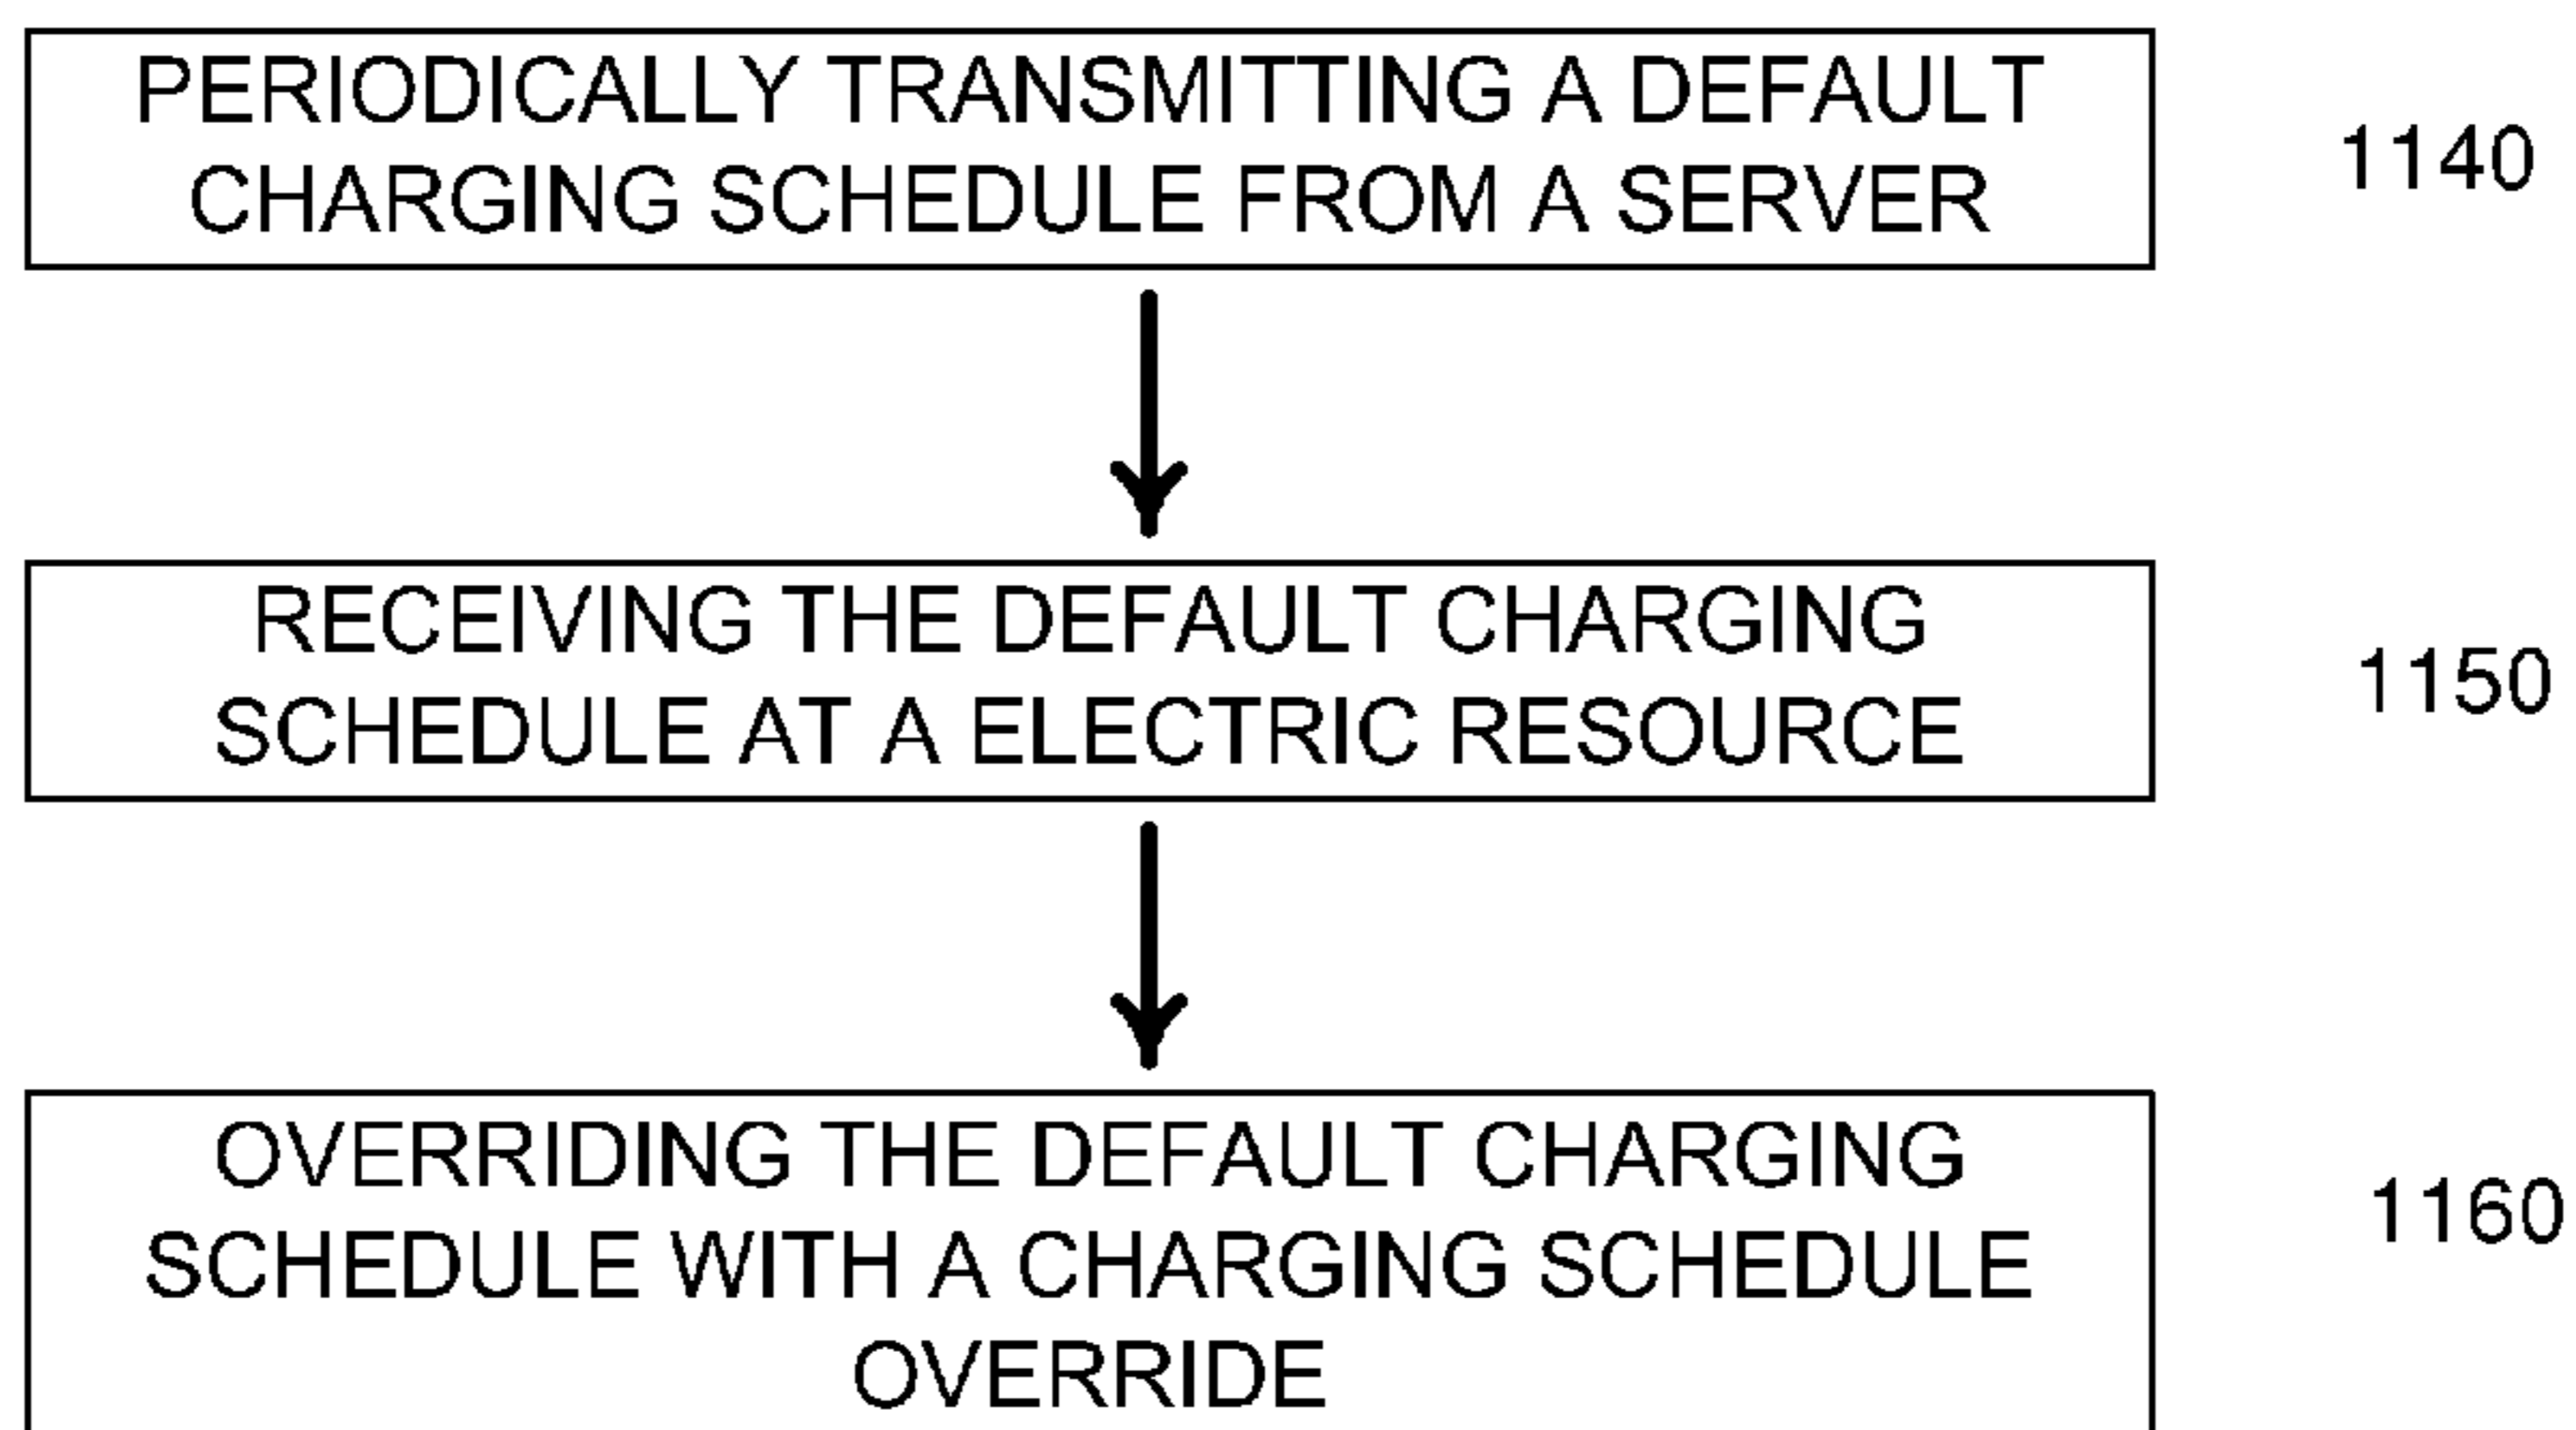 PERIODICALLY TRANSMITTING A DEFAULT
CHARGING SCHEDULE FROM A SERVER
1140
RECEIVING THE DEFAULT CHARGING
SCHEDULE AT A ELECTRIC RESOURCE
1150
OVERRIDING THE DEFAULT CHARGING
SCHEDULE WITH A CHARGING SCHEDULE
OVERRIDE
1160